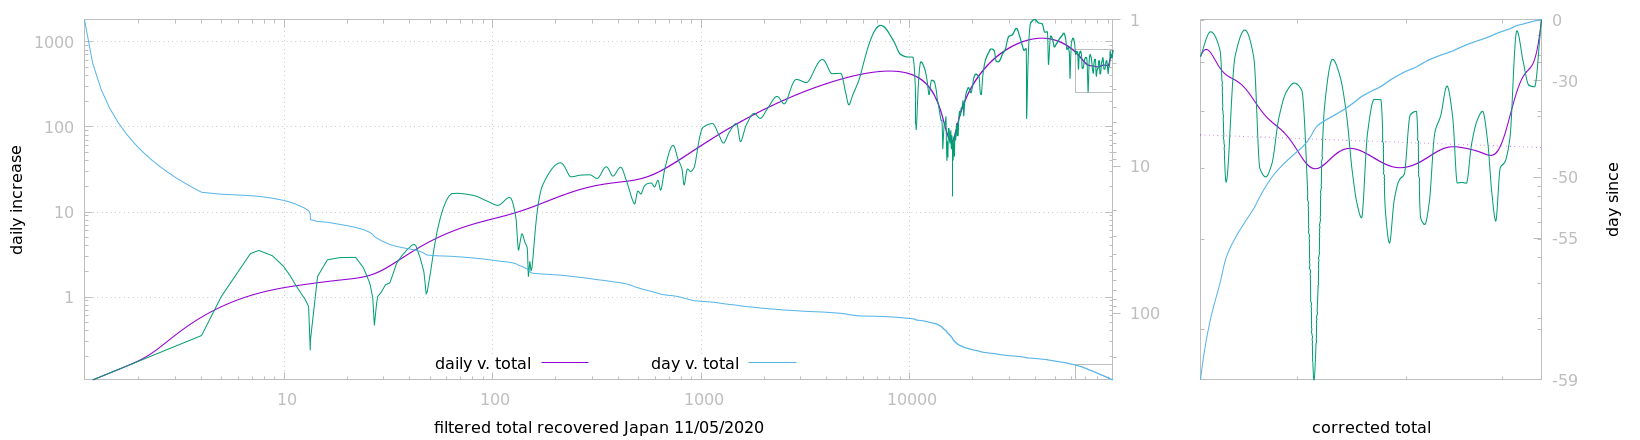 1000
100
10
1
daily increase
10
100
1000
10000
filtered total recovered Japan 11/05/2020
daily v. total
day v. total
1
10
100
0
-30
-50
-55
-59
day since
corrected total